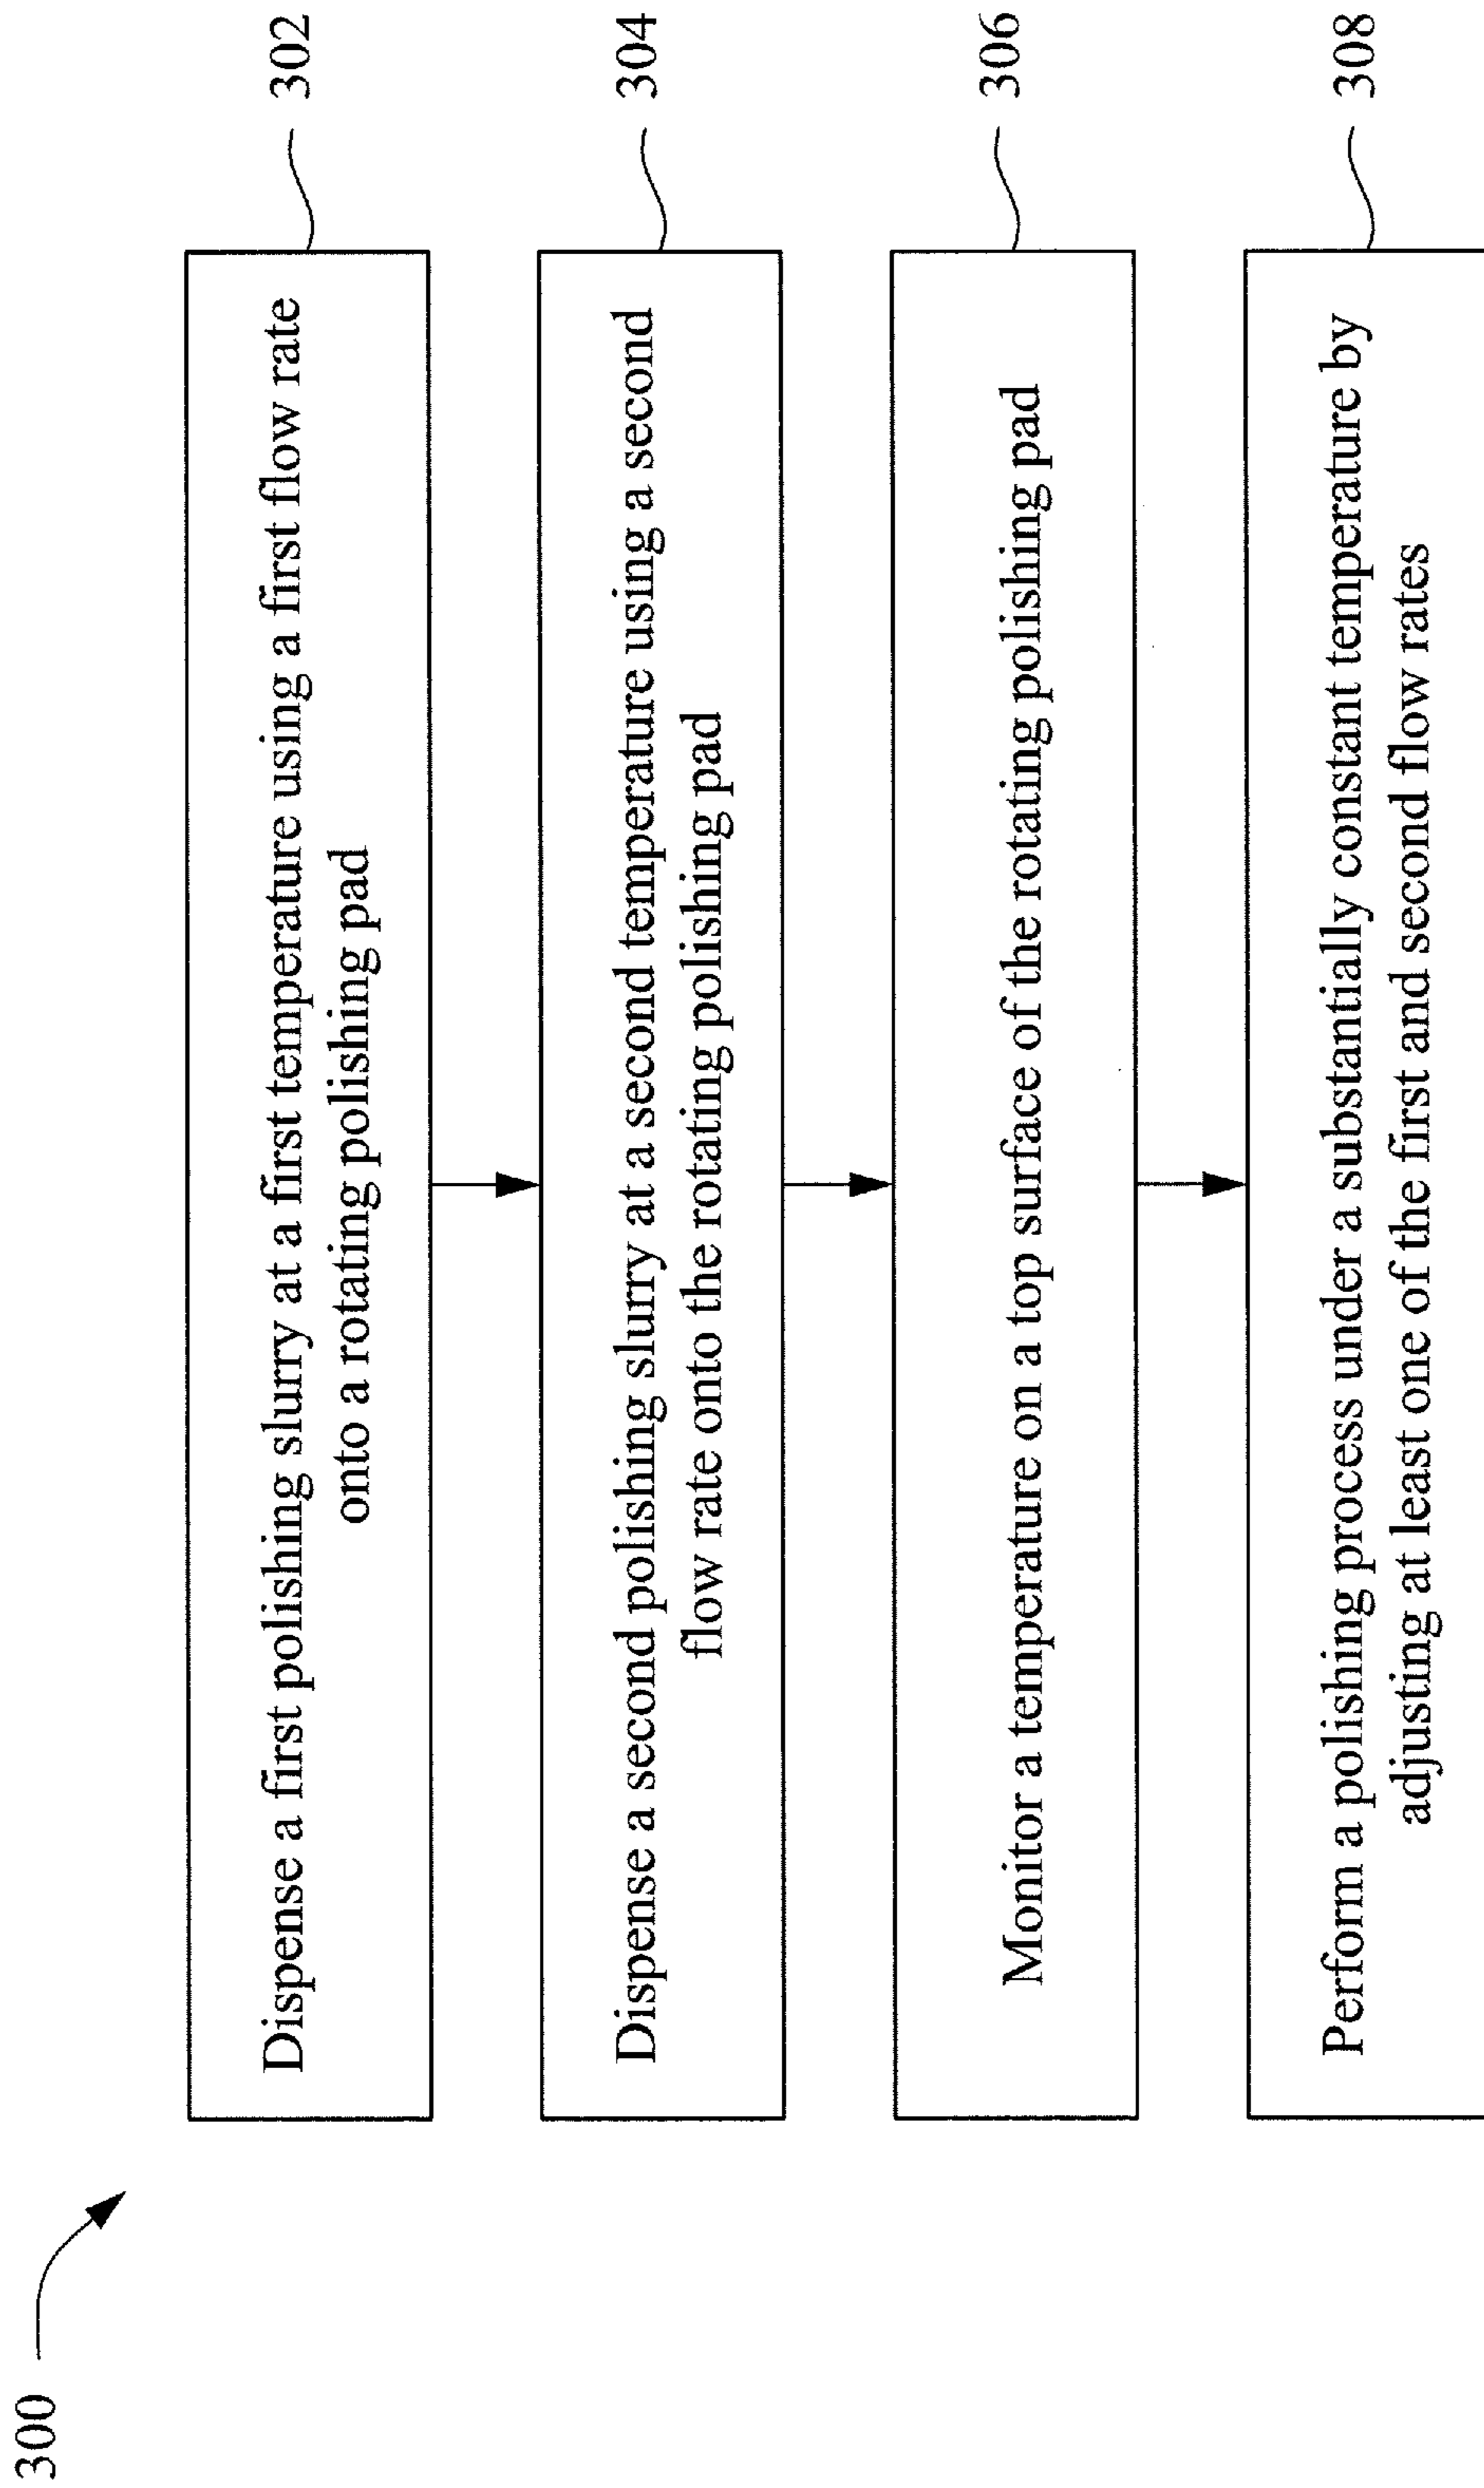 300
Dispense a first polishing slurry at a first temperature using a first flow rate
onto a rotating polishing pad
302
Dispense a second polishing slurry at a second temperature using a second
flow rate onto the rotating polishing pad
304
Monitor a temperature on a top surface of the rotating polishing pad
306
Perform a polishing process under a substantially constant temperature by
adjusting at least one of the first and second flow rates
308